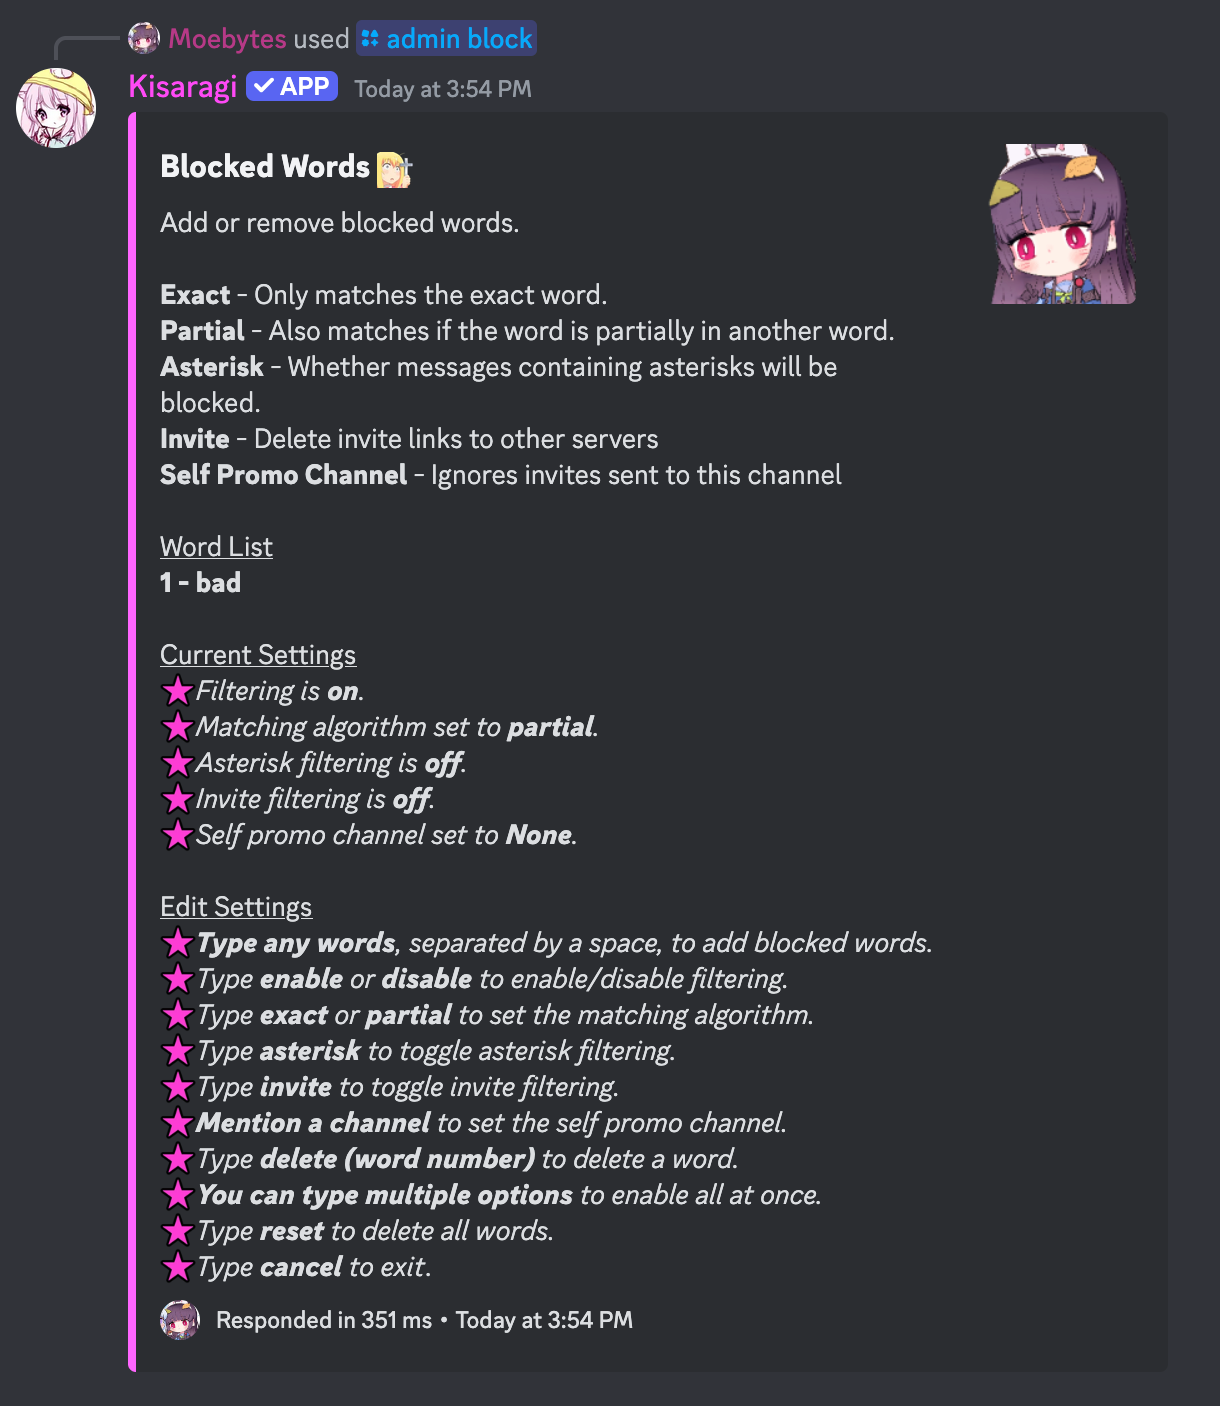 Moebytes used admin block
Kisaragi APP Today at 3:54 PM
Blocked Words
Add or remove blocked words.
Exact - Only matches the exact word.
Partial - Also matches if the word is partially in another word.
Asterisk - Whether messages containing asterisks will be
blocked.
Invite - Delete invite links to other servers
Self Promo Channel - Ignores invites sent to this channel
Word List
1 - bad
Current Settings
Filtering is on.
Matching algorithm set to partial.
Asterisk filtering is off.
Invite filtering is off.
Self promo channel set to None.
Edit Settings
Type any words, separated by a space, to add blocked words.
Type enable or disable to enable/disable filtering.
Type exact or partial to set the matching algorithm.
Type asterisk to toggle asterisk filtering.
Type invite to toggle invite filtering.
Mention a channel to set the self promo channel.
Type delete (word number) to delete a word.
You can type multiple options to enable all at once.
Type reset to delete all words.
Type cancel to exit.
Responded in 351 ms • Today at 3:54 PM